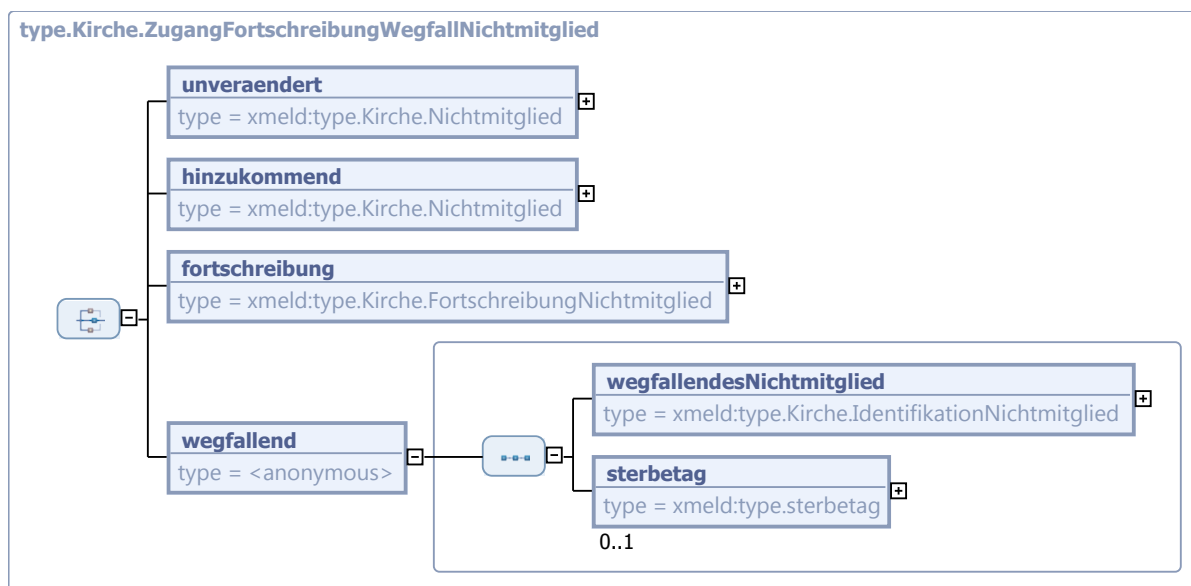 type.Kirche.ZugangFortschreibungWegfallNichtmitglied
unveraendert
type = xmeld:type.Kirche.Nichtmitglied
hinzukommend
type = xmeld:type.Kirche.Nichtmitglied
fortschreibung
type = xmeld:type.Kirche.FortschreibungNichtmitglied
wegfallend
type = <anonymous>
wegfallendesNichtmitglied
type = xmeld:type.Kirche.IdentifikationNichtmitglied
sterbetag
type = xmeld:type.sterbetag
0..1